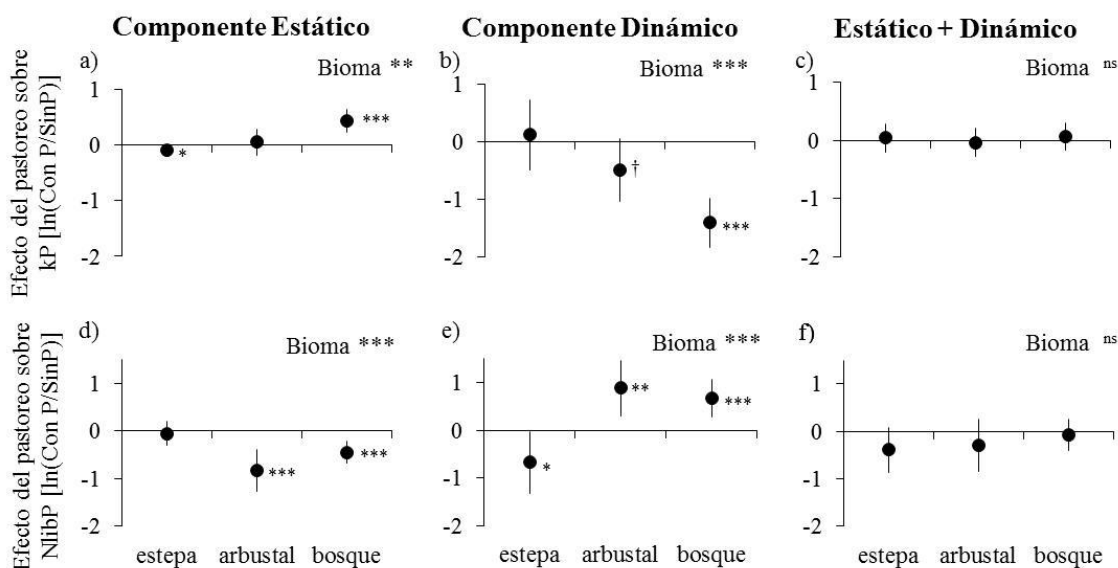 Componente Estático
Componente Dinámico
Estático + Dinámico
Efecto del pastoreo sobre
kP [ln(Con P/SinP)]
a)
Bioma **
1
0
-1
-2
*
***
b)
Bioma ***
1
0
-1
-2
†
***
c)
Bioma ns
1
0
-1
-2
Efecto del pastoreo sobre
NlibP [ln(Con P/SinP)]
d)
Bioma ***
1
0
-1
-2
***
***
estepa arbustal bosque
e)
Bioma ***
1
0
-1
-2
*
**
***
estepa arbustal bosque
f)
Bioma ns
1
0
-1
-2
estepa arbustal bosque